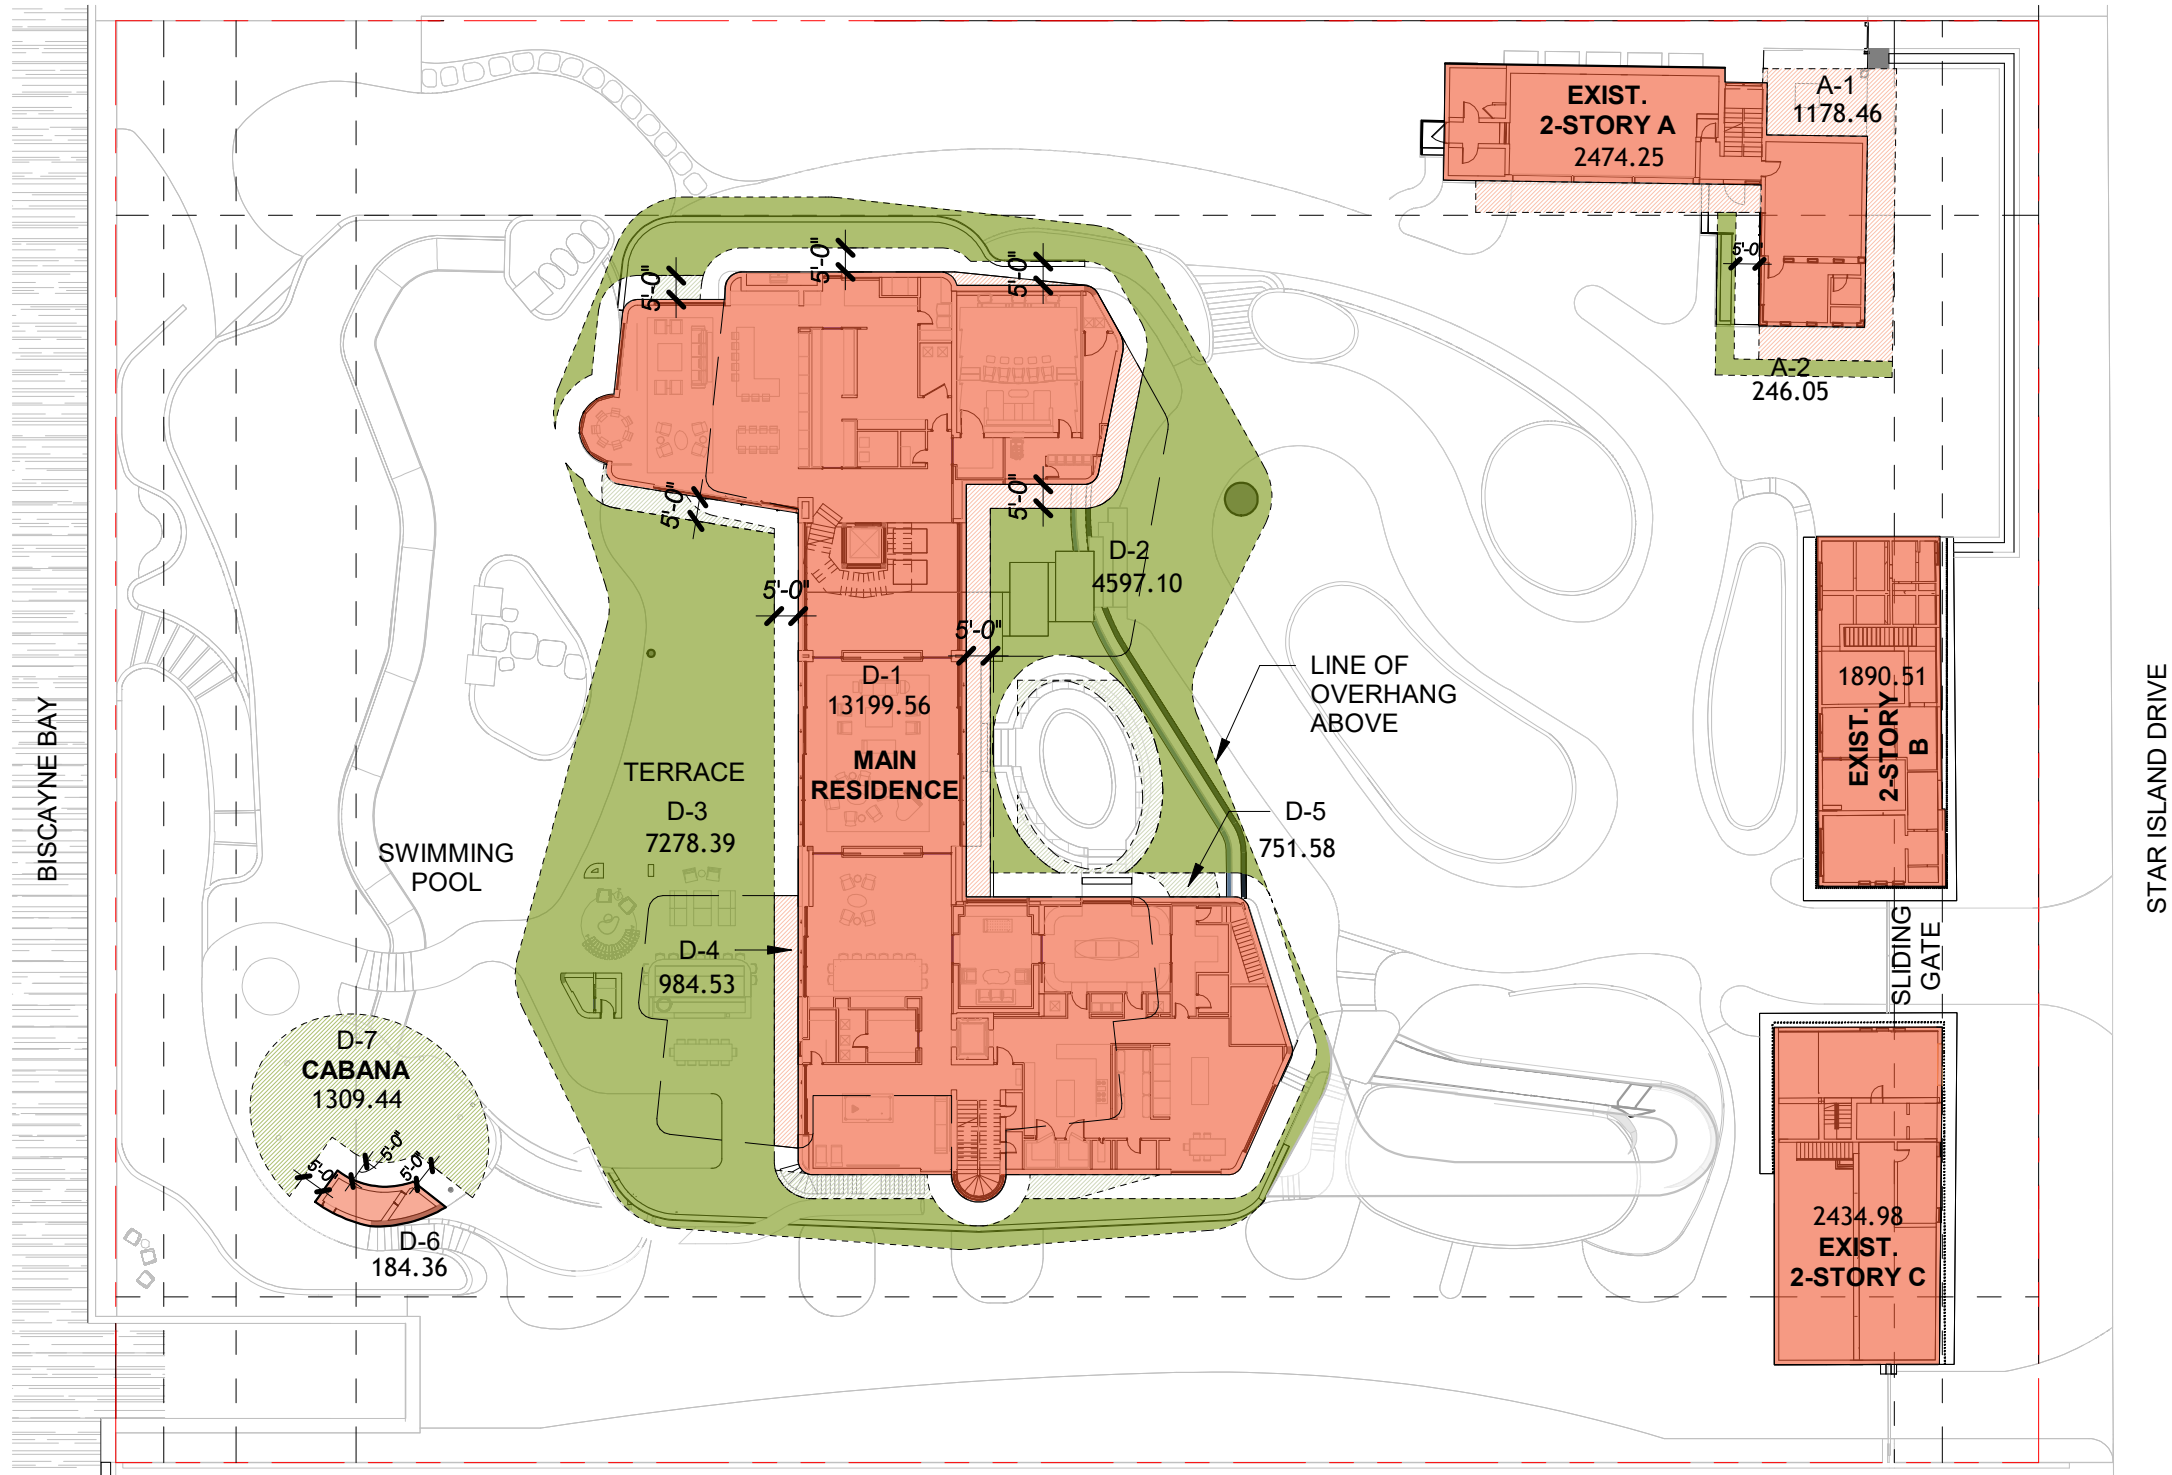 EXIST.
2-STORY A
2474.25
A-1
1178.46
5'-0"
A-2
246.05
5'-0"
5'-0"
5'-0"
5'-0"
5'-0"
5'-0"
5'-0"
D-2
4597.10
D-1
13199.56
MAIN
RESIDENCE
LINE OF
OVERHANG
ABOVE
TERRACE
D-3
7278.39
D-5
751.58
SWIMMING
POOL
D-4
984.53
D-7
CABANA
1309.44
5'-0"
5'-0"
5'-0"
D-6
184.36
1890.51
EXIST.
2-STORY
B
SLIDING
GATE
2434.98
EXIST.
2-STORY C
BISCAYNE BAY
STAR ISLAND DRIVE